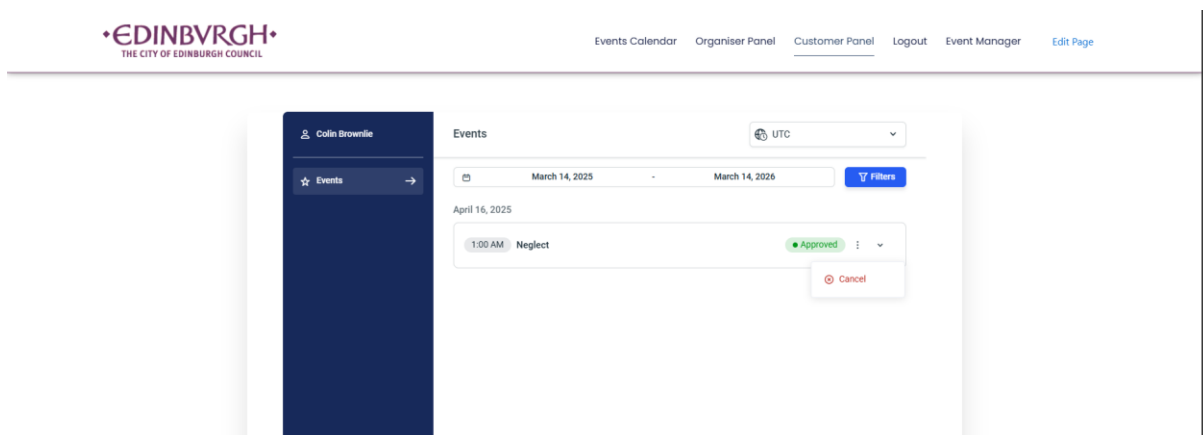 •EDINBVRGH•
THE CITY OF EDINBURGH COUNCIL
Events Calendar Organiser Panel Customer Panel Logout Event Manager Edit Page
Colin Brownlie
Events
Events
UTC
March 14, 2025 - March 14, 2026
Filters
April 16, 2025
1:00 AM Neglect
Approved
Cancel